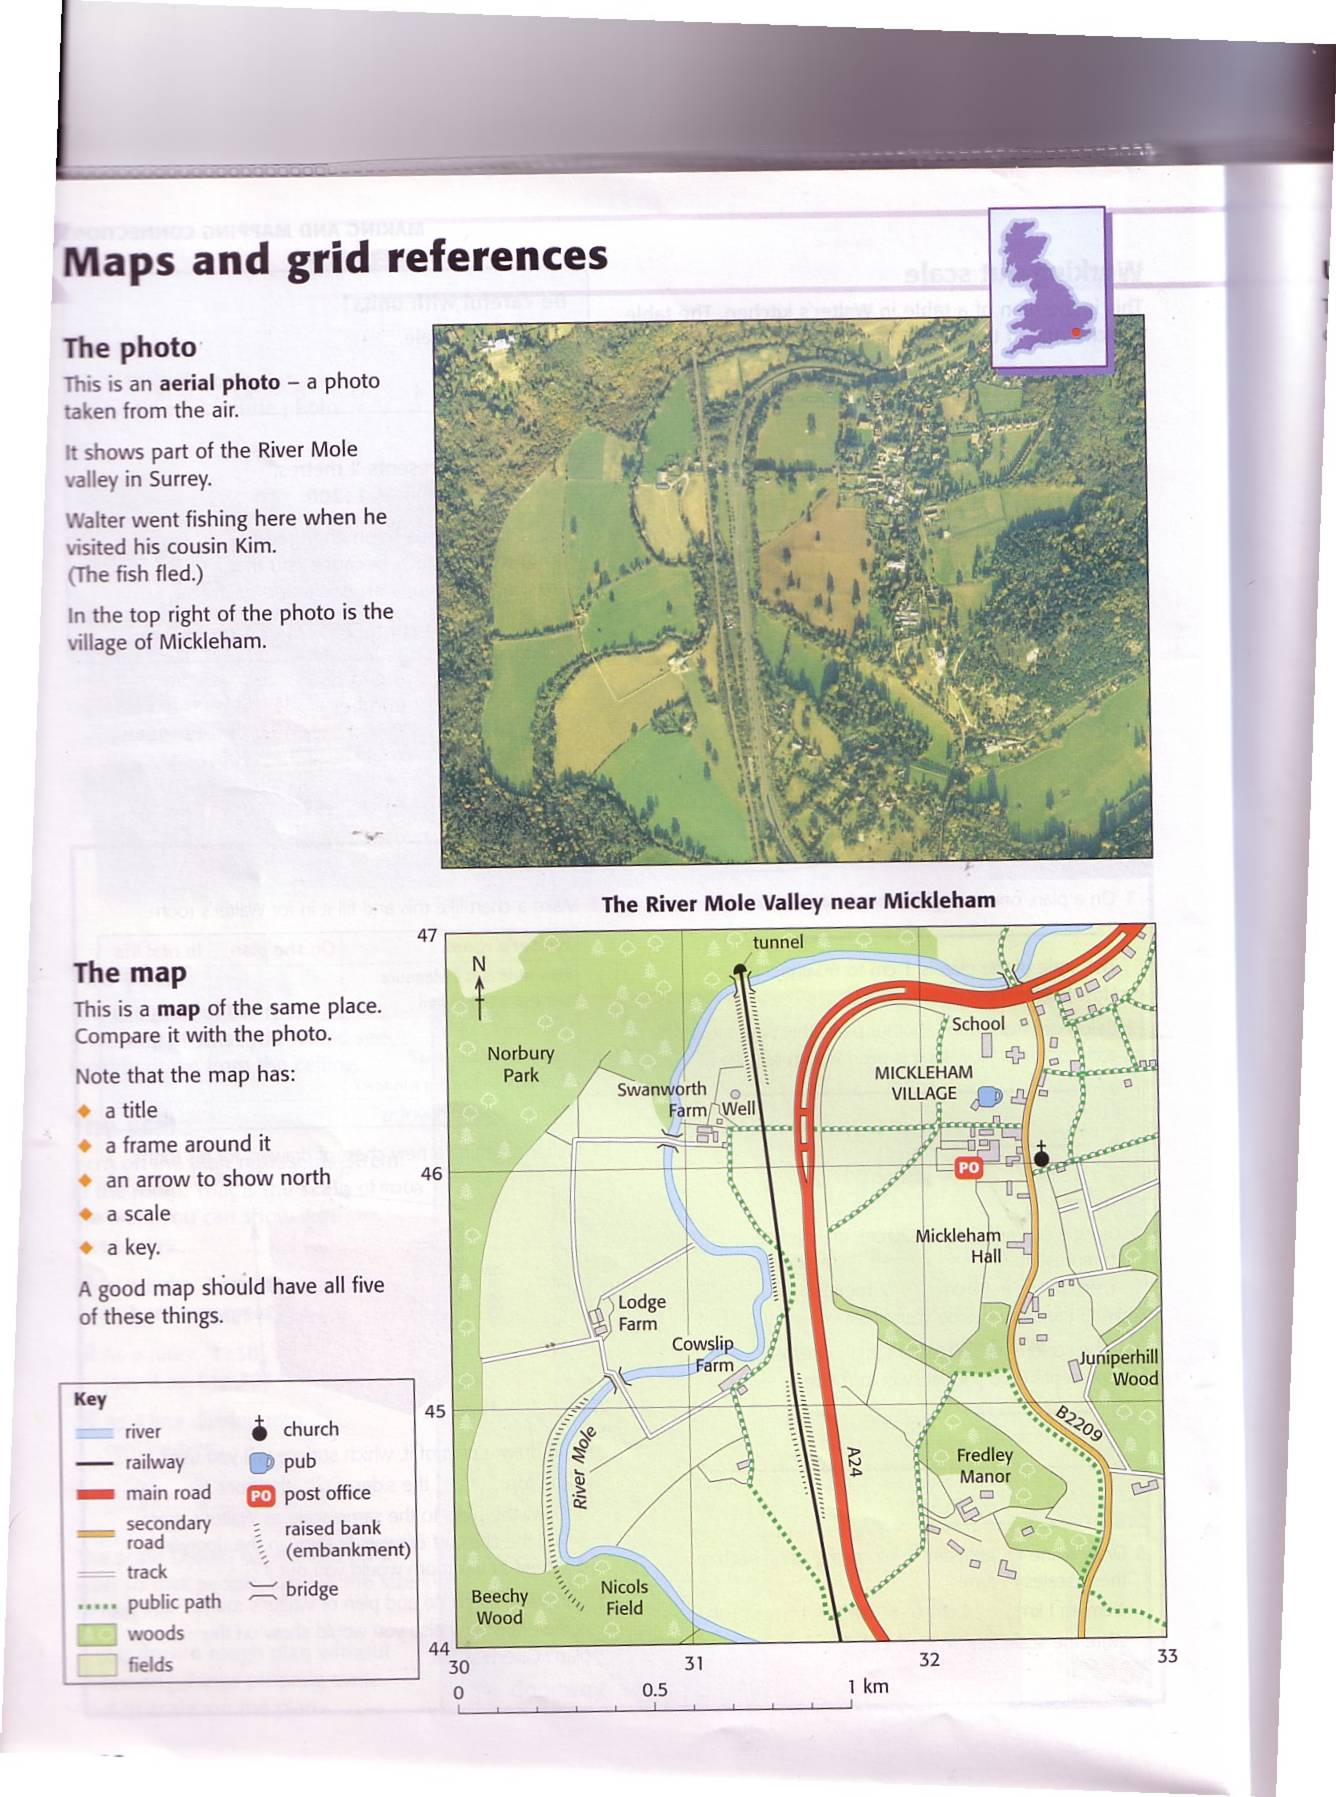 Maps and grid references
The photo
This is an aerial photo – a photo
taken from the air.
It shows part of the River Mole
valley in Surrey.
Walter went fishing here when he
visited his cousin Kim.
(The fish fled.)
In the top right of the photo is the
village of Mickleham.
The map
This is a map of the same place.
Compare it with the photo.
Note that the map has:
a title
a frame around it
an arrow to show north
a scale
a key.
A good map should have all five
of these things.
Key
river
railway
main road
secondary
road
track
public path
woods
fields
church
pub
PO post office
raised bank
(embankment)
bridge
The River Mole Valley near Mickleham
47
46
45
44
30
31
32
33
0
0.5
1 km
N
tunnel
Norbury
Park
Swanworth
Farm
Well
School
MICKLEHAM
VILLAGE
PO
Mickleham
Hall
Lodge
Farm
Cowslip
Farm
Juniperhill
Wood
B2209
A24
Fredley
Manor
River Mole
Beechy
Wood
Nicols
Field